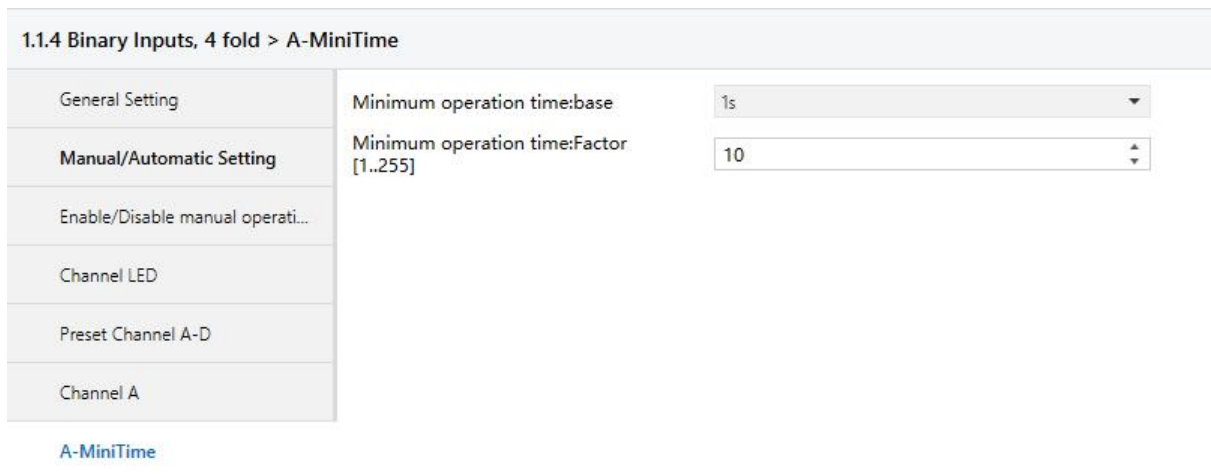 1.1.4 Binary Inputs, 4 fold > A-MiniTime
General Setting
Manual/Automatic Setting
Enable/Disable manual operati...
Channel LED
Preset Channel A-D
Channel A
A-MiniTime
Minimum operation time:base
1s
Minimum operation time:Factor
[1..255]
10